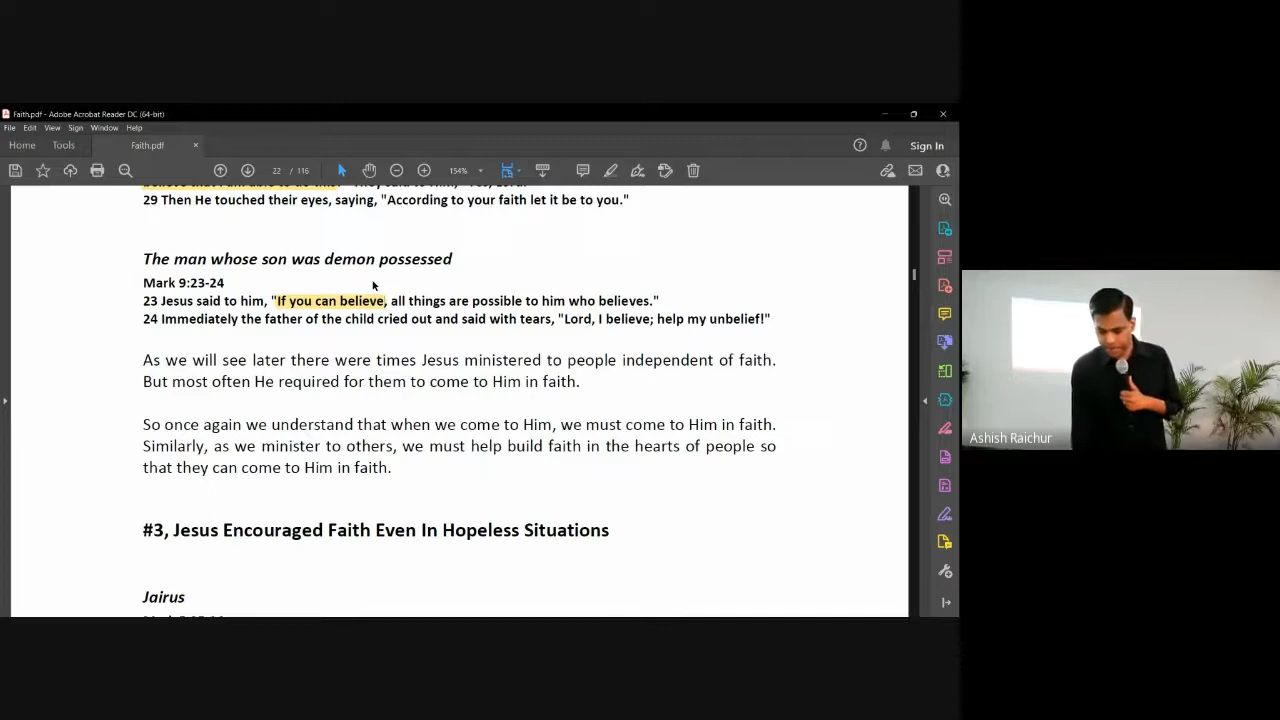 Faith.pdf - Adobe Acrobat Reader DC (64-bit)
File Edit View Sign Window Help
Home Tools Faith.pdf × Sign In
22 / 116 154%
29 Then He touched their eyes, saying, "According to your faith let it be to you."
The man whose son was demon possessed
Mark 9:23-24
23 Jesus said to him, "If you can believe, all things are possible to him who believes."
24 Immediately the father of the child cried out and said with tears, "Lord, I believe; help my unbelief!"
As we will see later there were times Jesus ministered to people independent of faith.
But most often He required for them to come to Him in faith.
So once again we understand that when we come to Him, we must come to Him in faith.
Similarly, as we minister to others, we must help build faith in the hearts of people so
that they can come to Him in faith.
#3, Jesus Encouraged Faith Even In Hopeless Situations
Jairus
Ashish Raichur